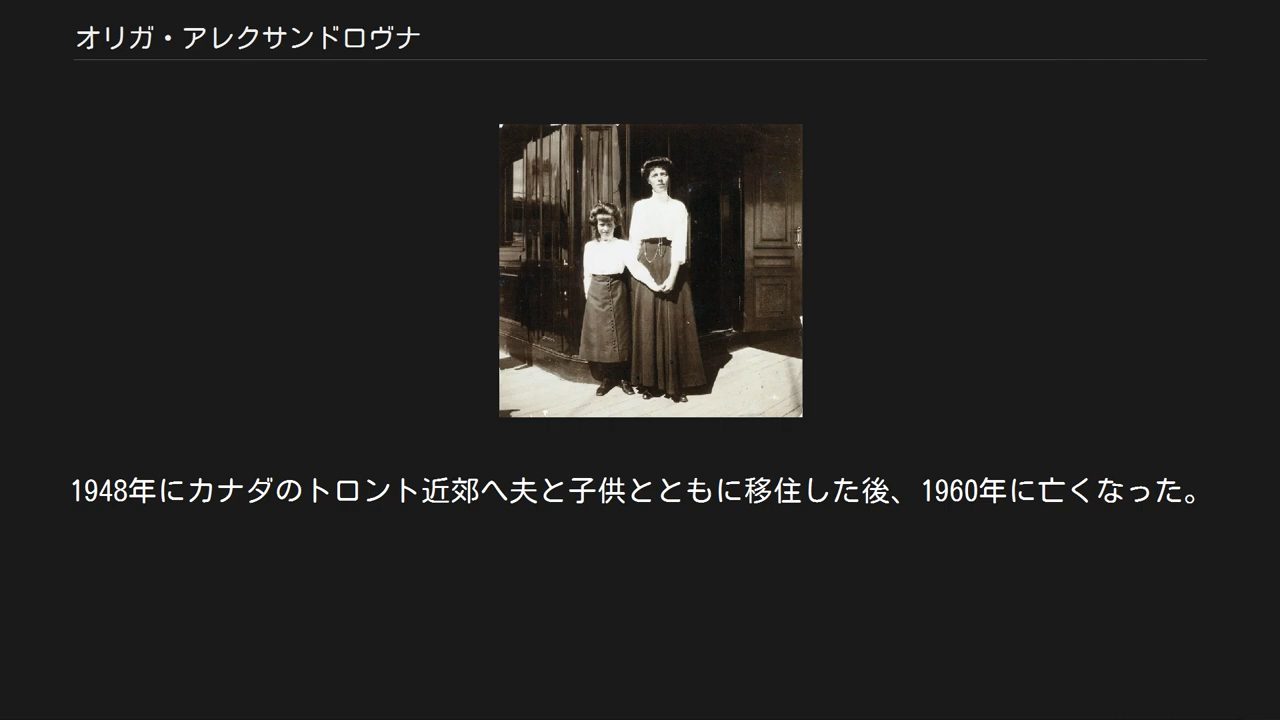 オリガ・アレクサンドロヴナ
1948年にカナダのトロント近郊へ夫と子供とともに移住した後、1960年に亡くなった。